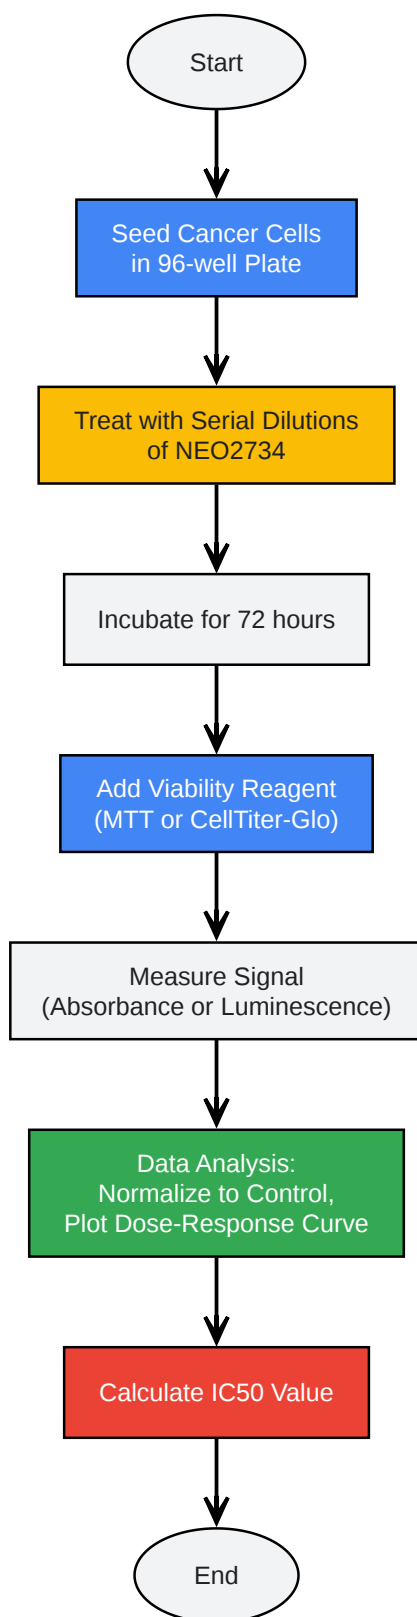 Start
Seed Cancer Cells
in 96-well Plate
Treat with Serial Dilutions
of NEO2734
Incubate for 72 hours
Add Viability Reagent
(MTT or CellTiter-Glo)
Measure Signal
(Absorbance or Luminescence)
Data Analysis:
Normalize to Control,
Plot Dose-Response Curve
Calculate IC50 Value
End